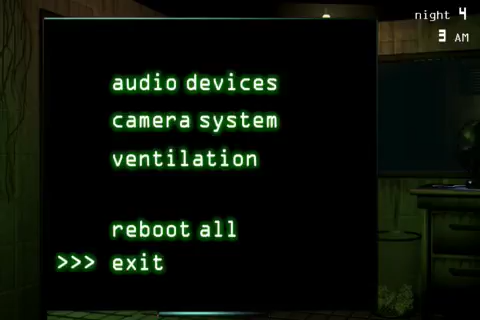 night 4
3 AM
audio devices
camera system
ventilation
reboot all
>>> exit